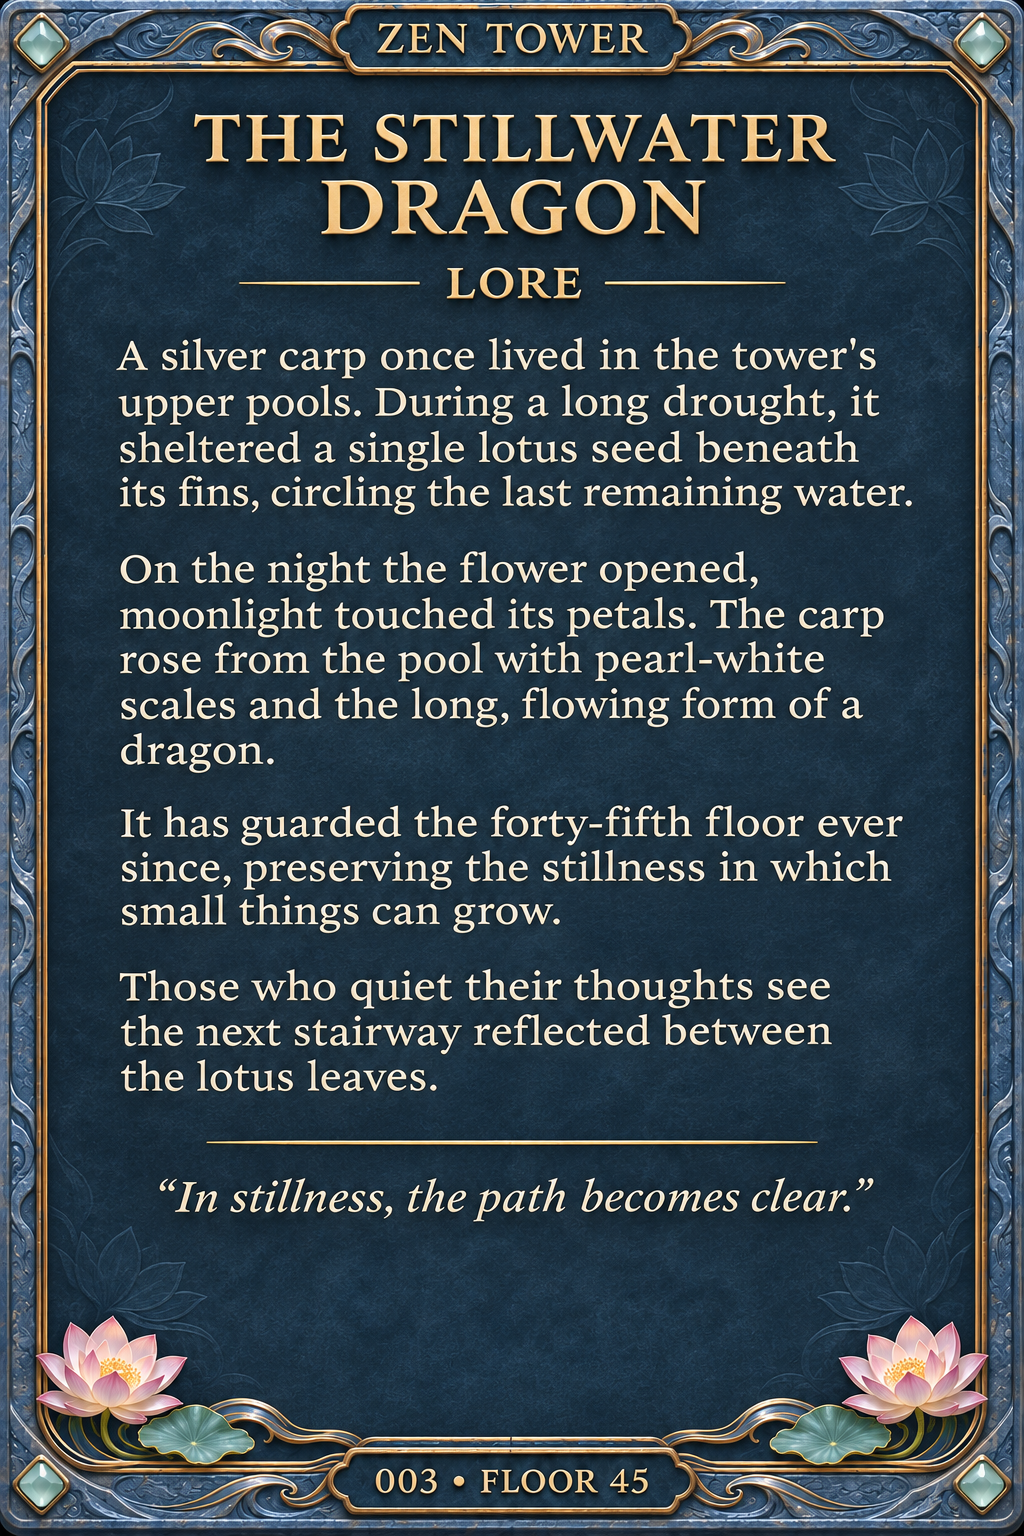 ZEN TOWER
THE STILLWATER
DRAGON
LORE
A silver carp once lived in the tower's
upper pools. During a long drought, it
sheltered a single lotus seed beneath
its fins, circling the last remaining water.
On the night the flower opened,
moonlight touched its petals. The carp
rose from the pool with pearl-white
scales and the long, flowing form of a
dragon.
It has guarded the forty-fifth floor ever
since, preserving the stillness in which
small things can grow.
Those who quiet their thoughts see
the next stairway reflected between
the lotus leaves.
“In stillness, the path becomes clear.”
003 • FLOOR 45